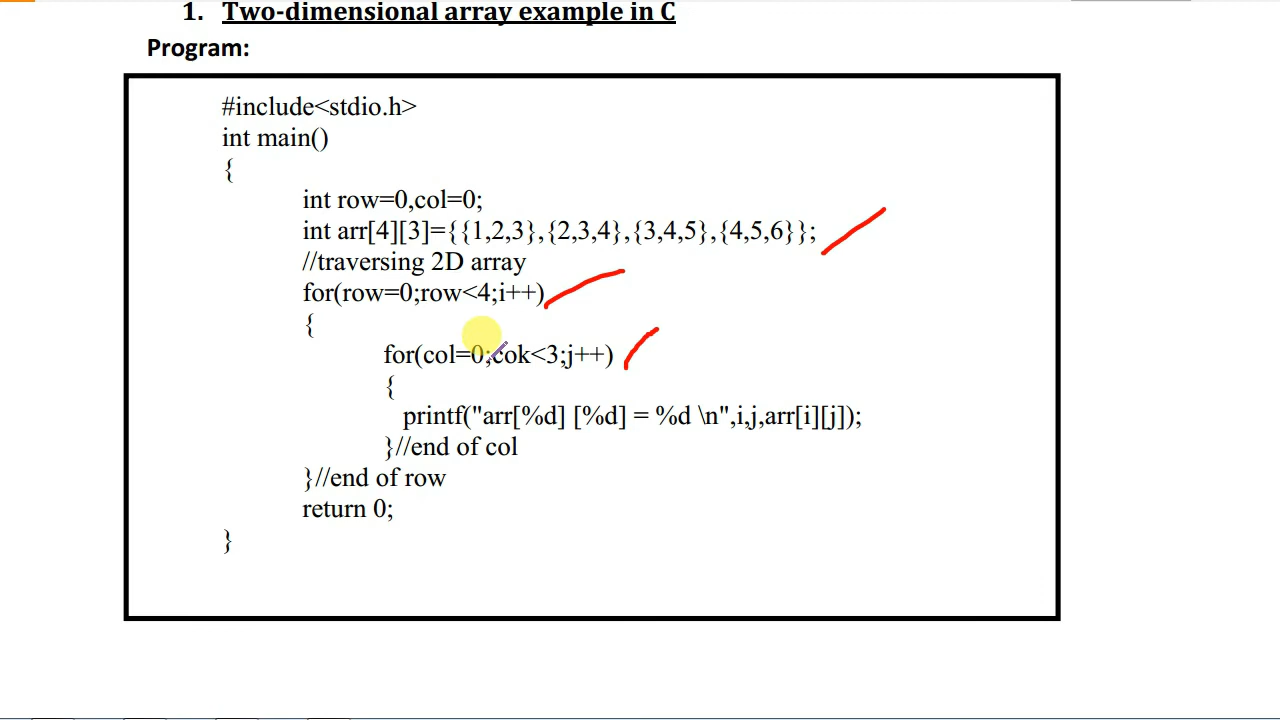 1. Two-dimensional array example in C
Program:
#include<stdio.h>
int main()
{
int row=0,col=0;
int arr[4][3]={{1,2,3},{2,3,4},{3,4,5},{4,5,6}};
//traversing 2D array
for(row=0;row<4;i++)
{
for(col=0;cok<3;j++)
{
printf("arr[%d] [%d] = %d \n",i,j,arr[i][j]);
}//end of col
}//end of row
return 0;
}